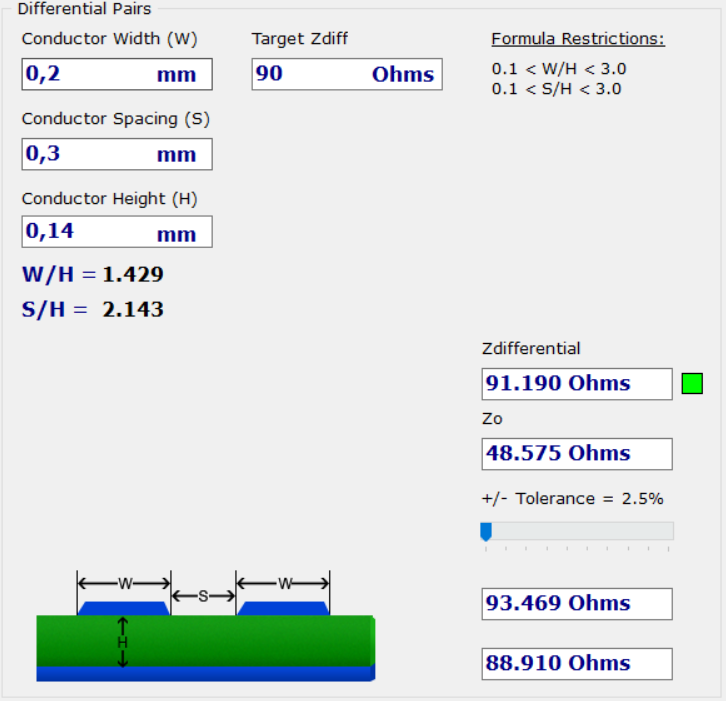 Differential Pairs
Conductor Width (W)
0,2 mm
Target Zdiff
90 Ohms
Formula Restrictions:
0.1 < W/H < 3.0
0.1 < S/H < 3.0
Conductor Spacing (S)
0,3 mm
Conductor Height (H)
0,14 mm
W/H = 1.429
S/H = 2.143
Zdifferential
91.190 Ohms
Zo
48.575 Ohms
+/- Tolerance = 2.5%
93.469 Ohms
88.910 Ohms
W S W
H